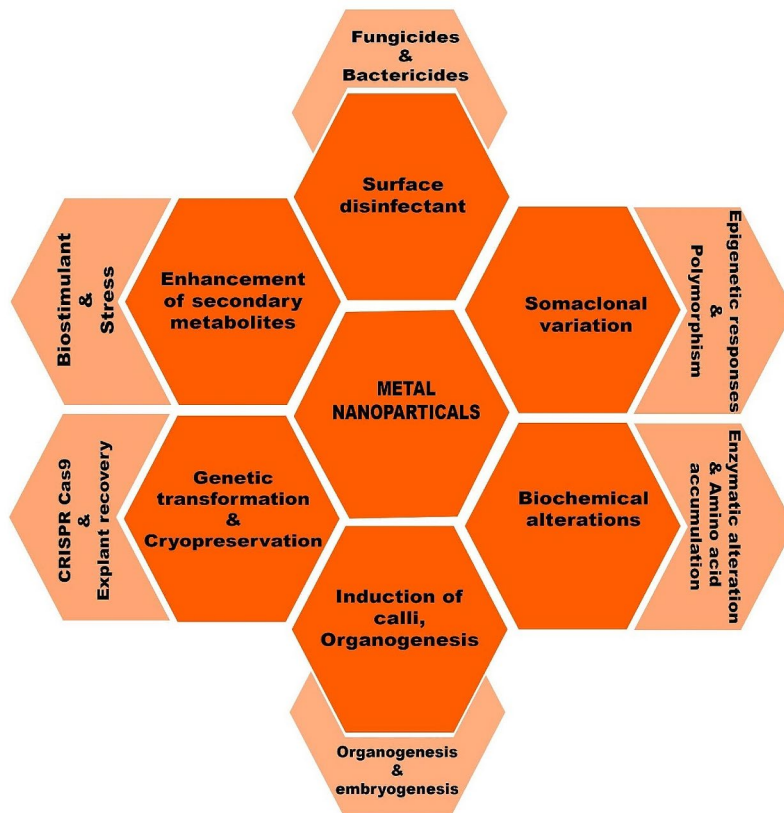 Fungicides
&
Bactericides
Surface
disinfectant
Biostimulant
&
Stress
Enhancement
of secondary
metabolites
Somaclonal
variation
Epigenetic responses
&
Polymorphism
METAL
NANOPARTICALS
CRISPR Cas9
&
Explant recovery
Genetic
transformation
&
Cryopreservation
Biochemical
alterations
Enzymatic alteration
& Amino acid
accumulation
Induction of
calli,
Organogenesis
Organogenesis
&
embryogenesis